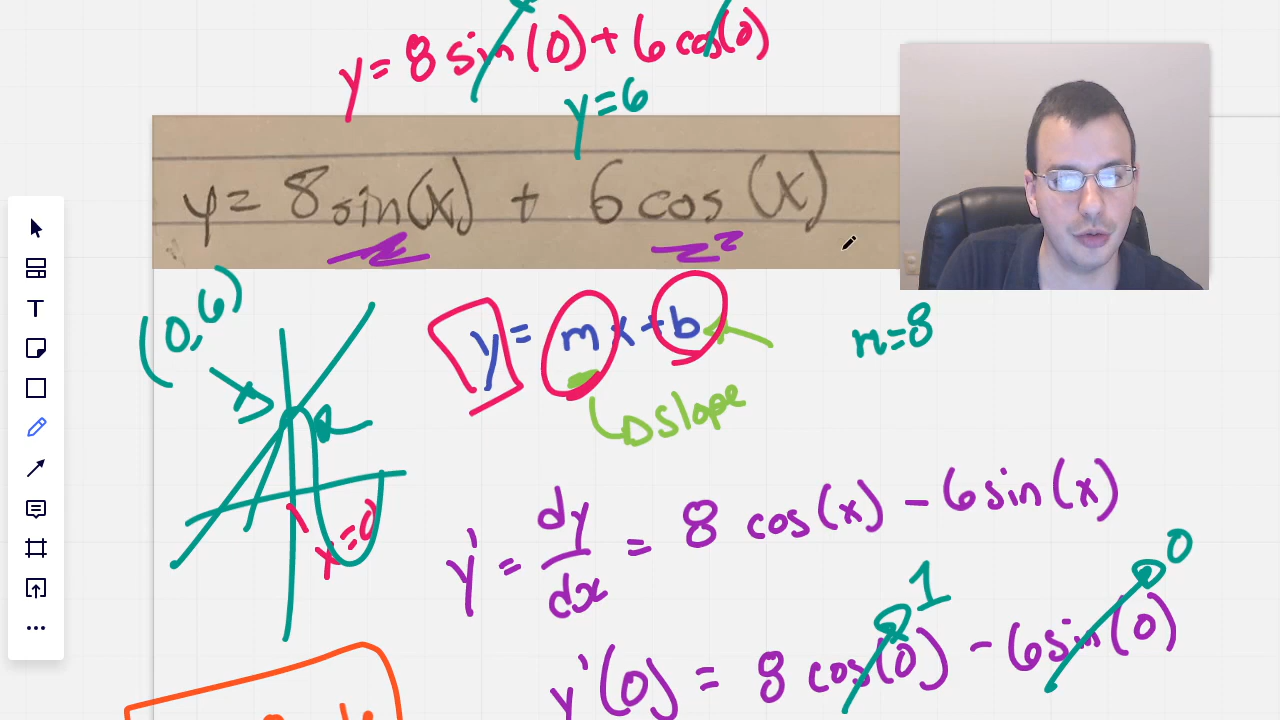 y = 8 sin(0) + 6 cos(0)
y = 6
y = 8 sin(x) + 6 cos (x)
(0, 6)
y = mx + b
m = 8
slope
x = 0
y' = dy/dx = 8 cos(x) - 6 sin(x)
1
0
y'(0) = 8 cos(0) - 6 sin(0)
T